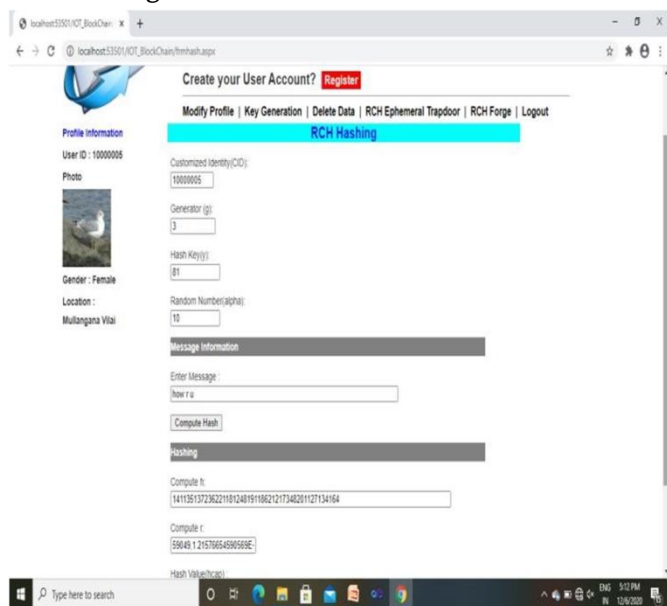 localhost:53501/IOT_BlockChain
localhost:53501/IOT_BlockChain/frmhash.aspx
Create your User Account? Register
Modify Profile | Key Generation | Delete Data | RCH Ephemeral Trapdoor | RCH Forge | Logout
RCH Hashing
Profile Information
User ID : 10000005
Photo
Gender : Female
Location :
Mullangana Vilai
Customized Identity(CID):
10000005
Generator (g):
3
Hash Key(y):
81
Random Number(alpha):
10
Message Information
Enter Message :
how r u
Compute Hash
Hashing
Compute h:
Compute r:
59049,1.21576654590569E-
Hash Value(hcap) :
Type here to search
ENG 5:12 PM
IN 12/6/2020